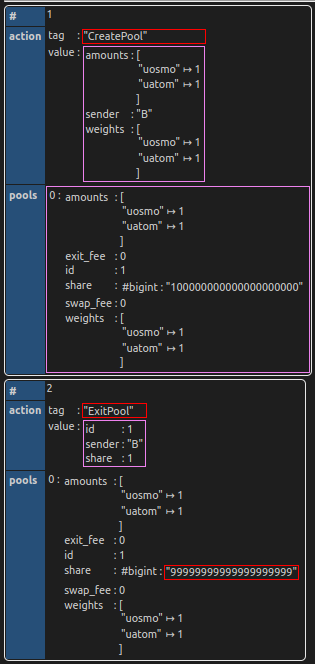 # 1
action tag : "CreatePool"
value : amounts : [
"uosmo" ↦ 1
"uatom" ↦ 1
]
sender : "B"
weights : [
"uosmo" ↦ 1
"uatom" ↦ 1
]
pools 0 : amounts : [
"uosmo" ↦ 1
"uatom" ↦ 1
]
exit_fee : 0
id : 1
share : #bigint : "100000000000000000000"
swap_fee : 0
weights : [
"uosmo" ↦ 1
"uatom" ↦ 1
]
# 2
action tag : "ExitPool"
value : id : 1
sender : "B"
share : 1
pools 0 : amounts : [
"uosmo" ↦ 1
"uatom" ↦ 1
]
exit_fee : 0
id : 1
share : #bigint : "99999999999999999999"
swap_fee : 0
weights : [
"uosmo" ↦ 1
"uatom" ↦ 1
]